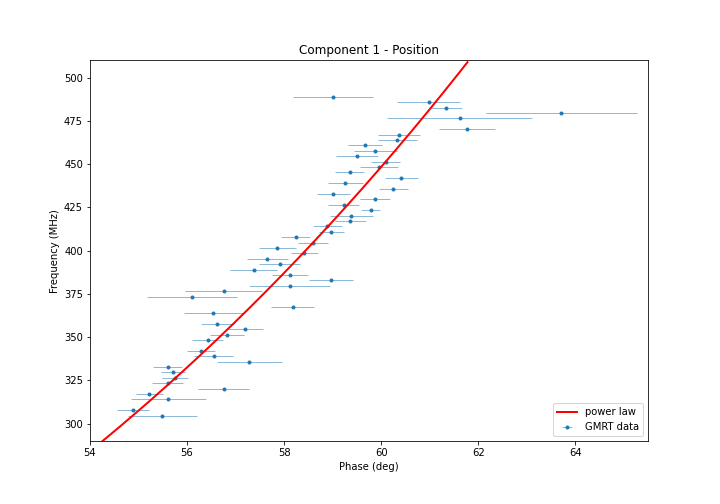 Component 1 - Position
500
475
450
425
400
375
350
325
300
Frequency (MHz)
54 56 58 60 62 64
Phase (deg)
power law
GMRT data